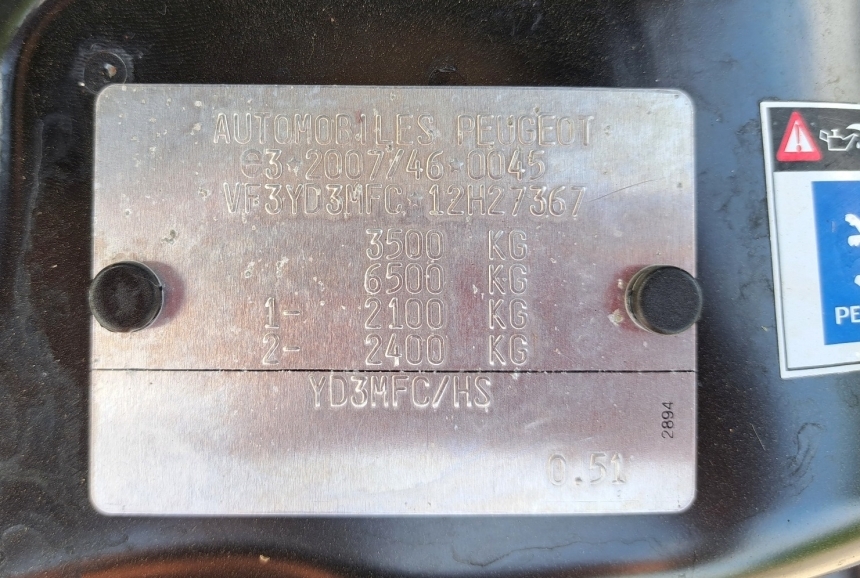 AUTOMOBILES PEUGEOT
e3*2007/46*0045
VF3YD3MFC 12H27367
3500 KG
6500 KG
1- 2100 KG
2- 2400 KG
YD3MFC/HS
2894
0.51
PE